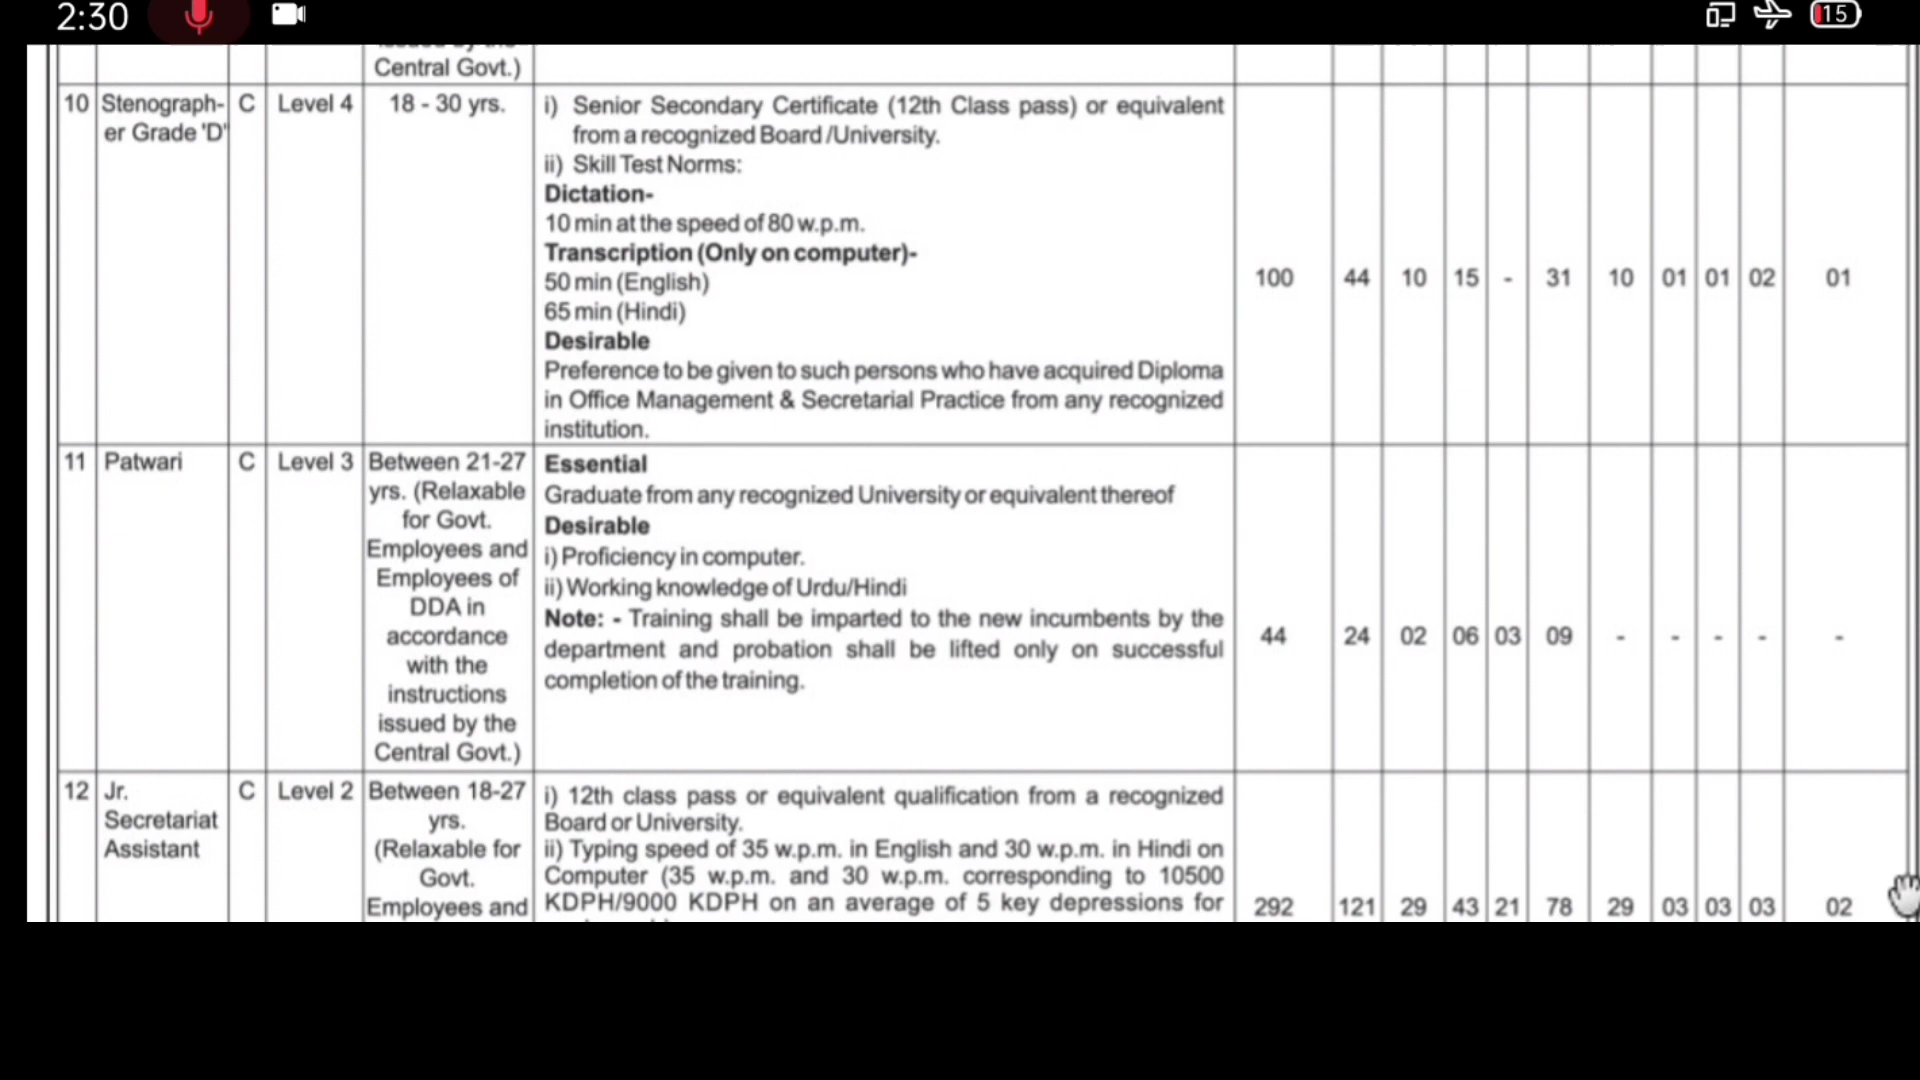 2:30
15
Central Govt.)
10 Stenograph- C Level 4 18 - 30 yrs.
er Grade 'D'
i) Senior Secondary Certificate (12th Class pass) or equivalent
from a recognized Board /University.
ii) Skill Test Norms:
Dictation-
10 min at the speed of 80 w.p.m.
Transcription (Only on computer)-
50 min (English)
65 min (Hindi)
Desirable
Preference to be given to such persons who have acquired Diploma
in Office Management & Secretarial Practice from any recognized
institution.
100 44 10 15 - 31 10 01 01 02 01
11 Patwari C Level 3
Between 21-27
yrs. (Relaxable
for Govt.
Employees and
Employees of
DDA in
accordance
with the
instructions
issued by the
Central Govt.)
Essential
Graduate from any recognized University or equivalent thereof
Desirable
i) Proficiency in computer.
ii) Working knowledge of Urdu/Hindi
Note: - Training shall be imparted to the new incumbents by the
department and probation shall be lifted only on successful
completion of the training.
44 24 02 06 03 09 - - - - -
12 Jr. C Level 2
Secretariat
Assistant
Between 18-27
yrs.
(Relaxable for
Govt.
Employees and
i) 12th class pass or equivalent qualification from a recognized
Board or University.
ii) Typing speed of 35 w.p.m. in English and 30 w.p.m. in Hindi on
Computer (35 w.p.m. and 30 w.p.m. corresponding to 10500
KDPH/9000 KDPH on an average of 5 key depressions for
292 121 29 43 21 78 29 03 03 03 02